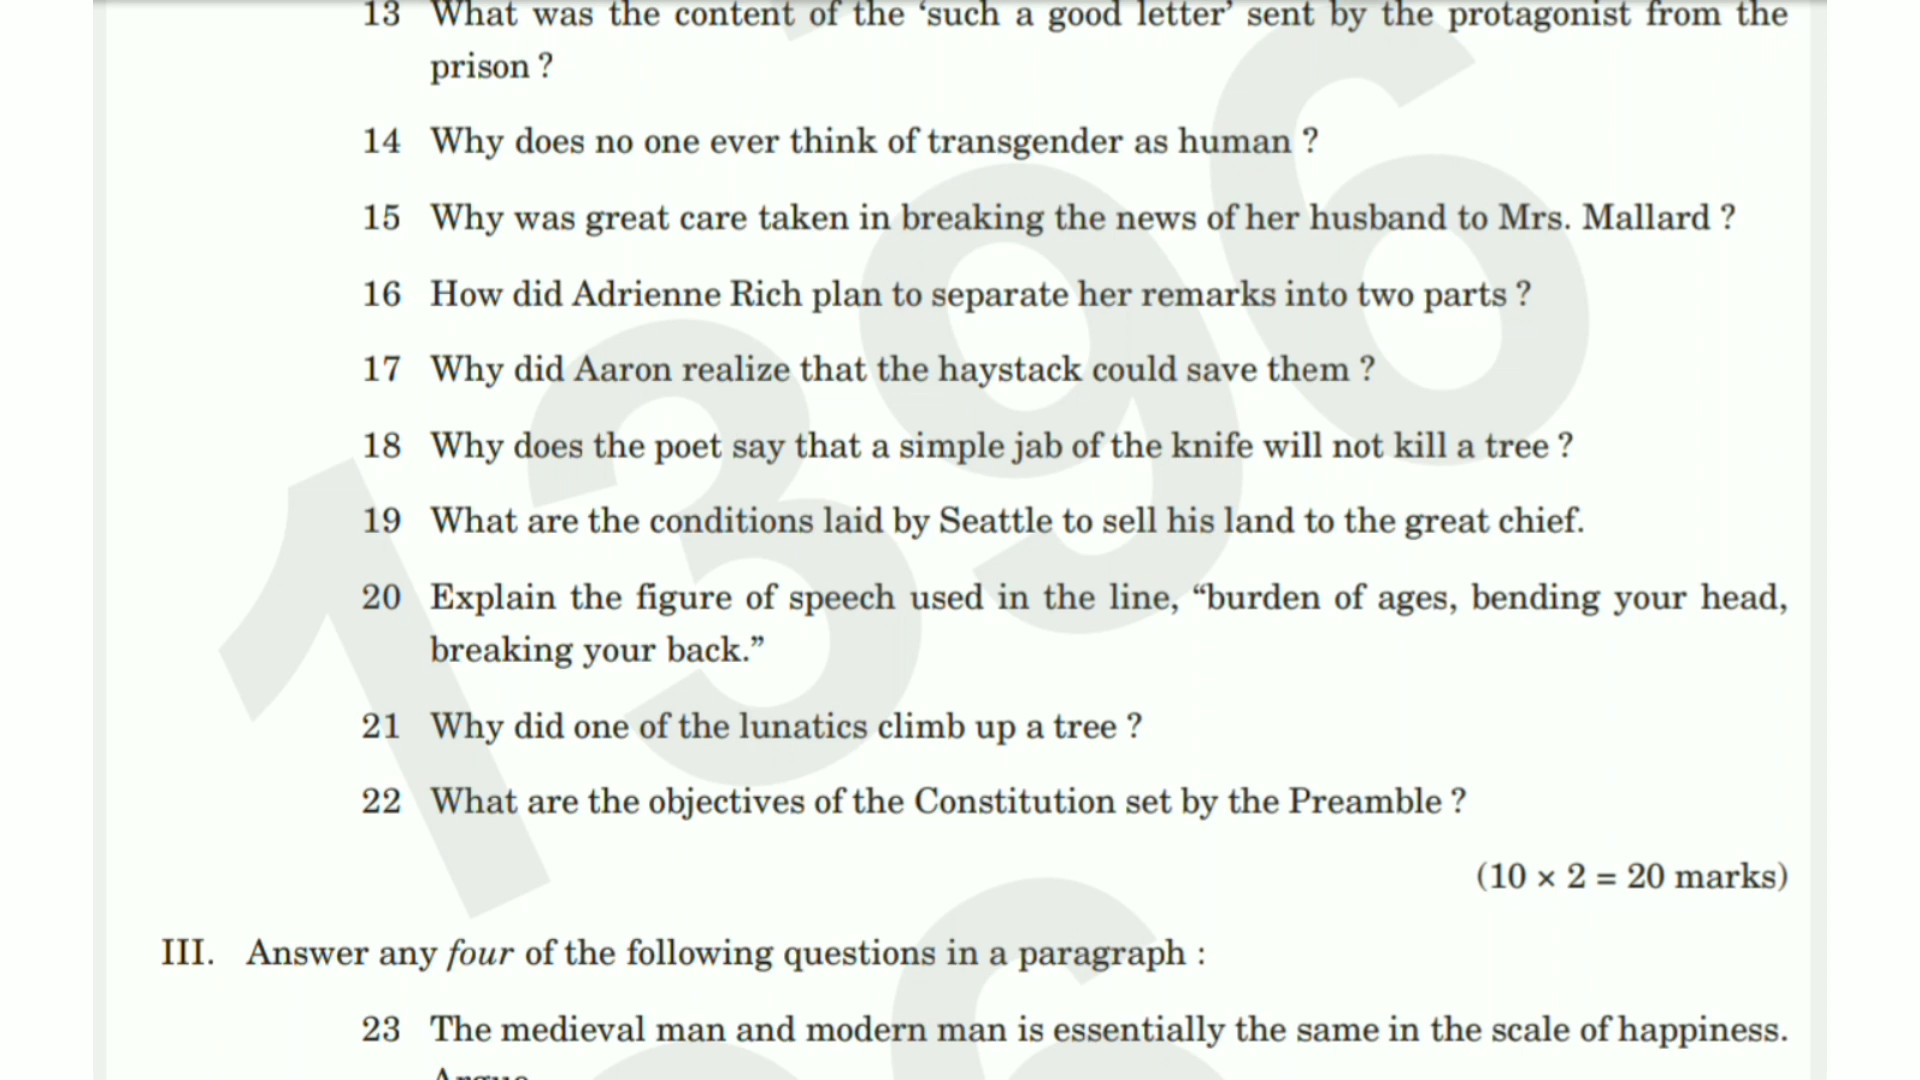 13 What was the content of the ‘such a good letter’ sent by the protagonist from the
prison ?
14 Why does no one ever think of transgender as human ?
15 Why was great care taken in breaking the news of her husband to Mrs. Mallard ?
16 How did Adrienne Rich plan to separate her remarks into two parts ?
17 Why did Aaron realize that the haystack could save them ?
18 Why does the poet say that a simple jab of the knife will not kill a tree ?
19 What are the conditions laid by Seattle to sell his land to the great chief.
20 Explain the figure of speech used in the line, “burden of ages, bending your head,
breaking your back.”
21 Why did one of the lunatics climb up a tree ?
22 What are the objectives of the Constitution set by the Preamble ?
(10 × 2 = 20 marks)
III. Answer any four of the following questions in a paragraph :
23 The medieval man and modern man is essentially the same in the scale of happiness.
1396